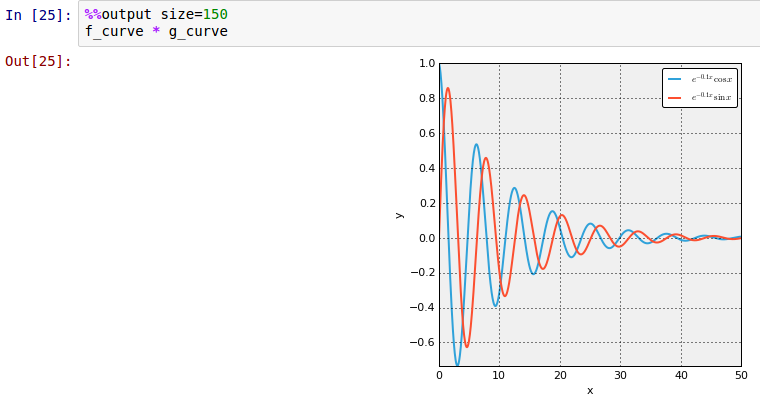 In [25]: %%output size=150
f_curve * g_curve
Out[25]:
1.0
0.8
0.6
0.4
0.2
0.0
−0.2
−0.4
−0.6
y
0 10 20 30 40 50
x
e^{−0.1x} cos x
e^{−0.1x} sin x